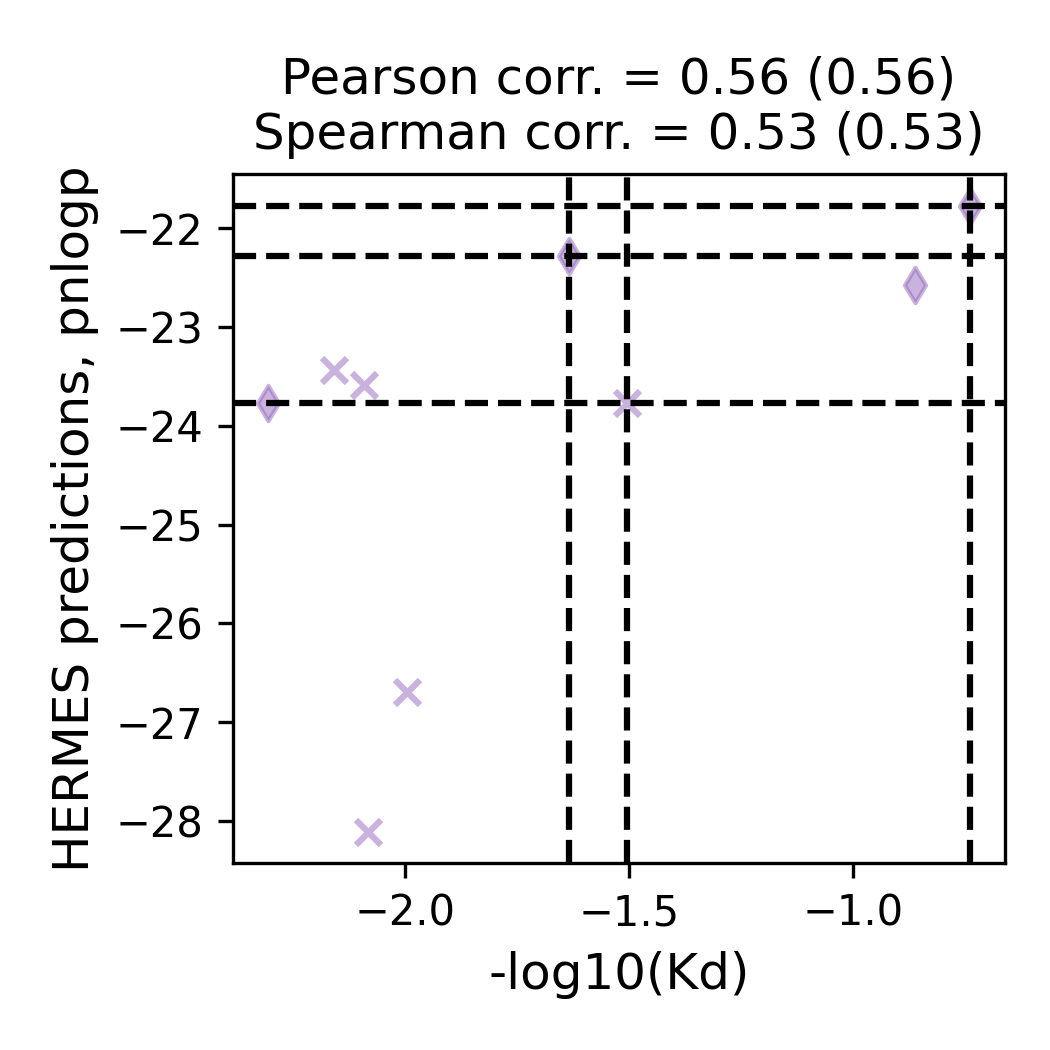 Pearson corr. = 0.56 (0.56)
Spearman corr. = 0.53 (0.53)
HERMES predictions, pnlogp
−22
−23
−24
−25
−26
−27
−28
−2.0
−1.5
−1.0
-log10(Kd)